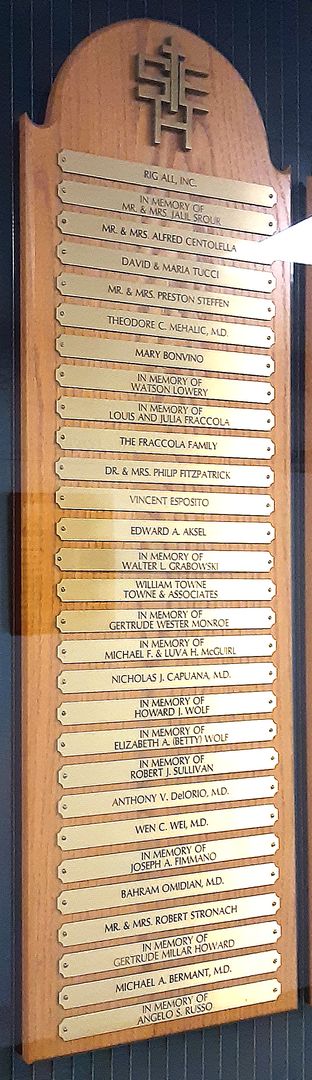 RIG ALL, INC.
IN MEMORY OF
MR. & MRS. JALIL SROUR
MR. & MRS. ALFRED CENTOLELLA
DAVID & MARIA TUCCI
MR. & MRS. PRESTON STEFFEN
THEODORE C. MEHALIC, M.D.
MARY BONVINO
IN MEMORY OF
WATSON LOWERY
IN MEMORY OF
LOUIS AND JULIA FRACCOLA
THE FRACCOLA FAMILY
DR. & MRS. PHILIP FITZPATRICK
VINCENT ESPOSITO
EDWARD A. AKSEL
IN MEMORY OF
WALTER L. GRABOWSKI
WILLIAM TOWNE
TOWNE & ASSOCIATES
IN MEMORY OF
GERTRUDE WESTER MONROE
IN MEMORY OF
MICHAEL F. & LUVA H. McGUIRL
NICHOLAS J. CAPUANA, M.D.
IN MEMORY OF
HOWARD J. WOLF
IN MEMORY OF
ELIZABETH A. (BETTY) WOLF
IN MEMORY OF
ROBERT J. SULLIVAN
ANTHONY V. DeIORIO, M.D.
WEN C. WEI, M.D.
IN MEMORY OF
JOSEPH A. FIMMANO
BAHRAM OMIDIAN, M.D.
MR. & MRS. ROBERT STRONACH
IN MEMORY OF
GERTRUDE MILLAR HOWARD
MICHAEL A. BERMANT, M.D.
IN MEMORY OF
ANGELO S. RUSSO